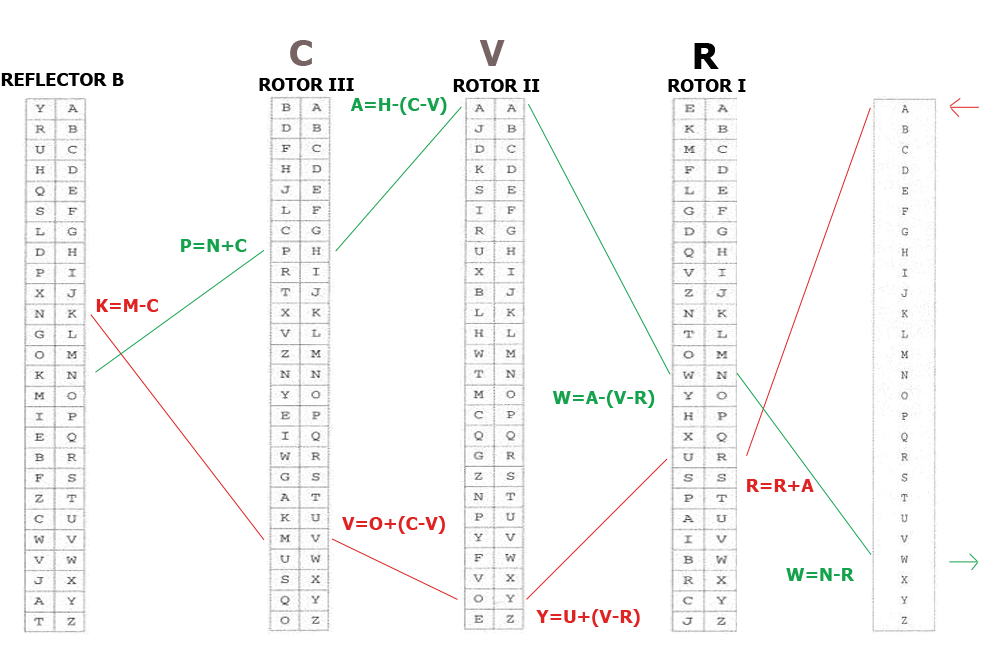 C V R
REFLECTOR B ROTOR III ROTOR II ROTOR I
Y A B A A=H-(C-V) A A E A A
R B D B J B K B B
U C F C D C M C C
H D H D K D F D D
Q E J E S E L E E
S F L F I F G F F
L G C G R G D G G
P=N+C
D H P H U H Q H H
P I R I X I V I I
X J T J B J Z J J
K=M-C
N K X K L K N K K
G L V L H L T L L
O M Z M W M O M M
K N N N T N W N N
W=A-(V-R)
M O Y O M O Y O O
I P E P C P H P P
E Q I Q Q Q X Q Q
B R W R G R U R R
F S G S Z S S S S
R=R+A
Z T A T N T P T T
C U K U P U A U U
V=O+(C-V)
W V M V Y V I V V
V W U W F W B W W
W=N-R
J X S X V X R X X
A Y Q Y O Y C Y Y
Y=U+(V-R)
T Z O Z E Z J Z Z